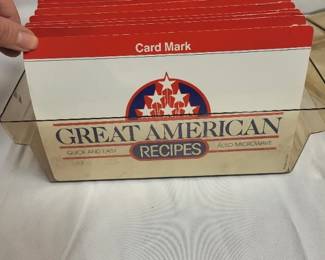 Card Mark
GREAT AMERICAN
QUICK AND EASY
RECIPES
ALSO MICROWAVE